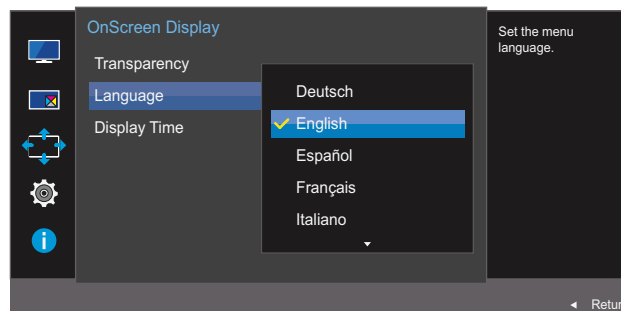 OnScreen Display
Transparency
Language
Display Time
Deutsch
English
Español
Français
Italiano
Set the menu
language.
Retur